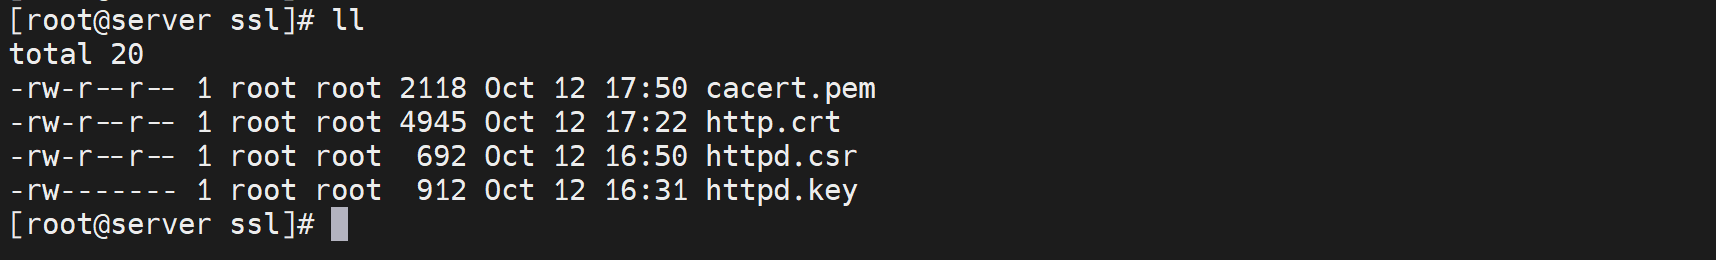 [root@server ssl]# ll
total 20
-rw-r--r-- 1 root root 2118 Oct 12 17:50 cacert.pem
-rw-r--r-- 1 root root 4945 Oct 12 17:22 http.crt
-rw-r--r-- 1 root root  692 Oct 12 16:50 httpd.csr
-rw------- 1 root root  912 Oct 12 16:31 httpd.key
[root@server ssl]#